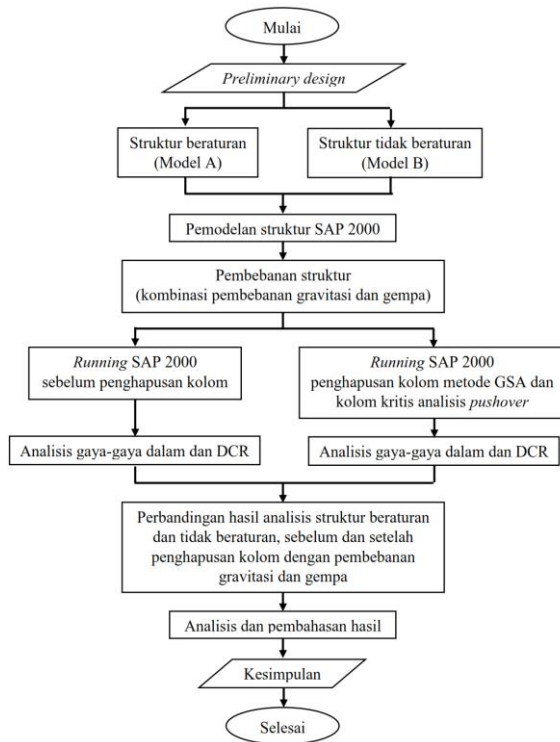 Mulai
Preliminary design
Struktur beraturan
(Model A)
Struktur tidak beraturan
(Model B)
Pemodelan struktur SAP 2000
Pembebanan struktur
(kombinasi pembebanan gravitasi dan gempa)
Running SAP 2000
sebelum penghapusan kolom
Running SAP 2000
penghapusan kolom metode GSA dan
kolom kritis analisis pushover
Analisis gaya-gaya dalam dan DCR
Analisis gaya-gaya dalam dan DCR
Perbandingan hasil analisis struktur beraturan
dan tidak beraturan, sebelum dan setelah
penghapusan kolom dengan pembebanan
gravitasi dan gempa
Analisis dan pembahasan hasil
Kesimpulan
Selesai